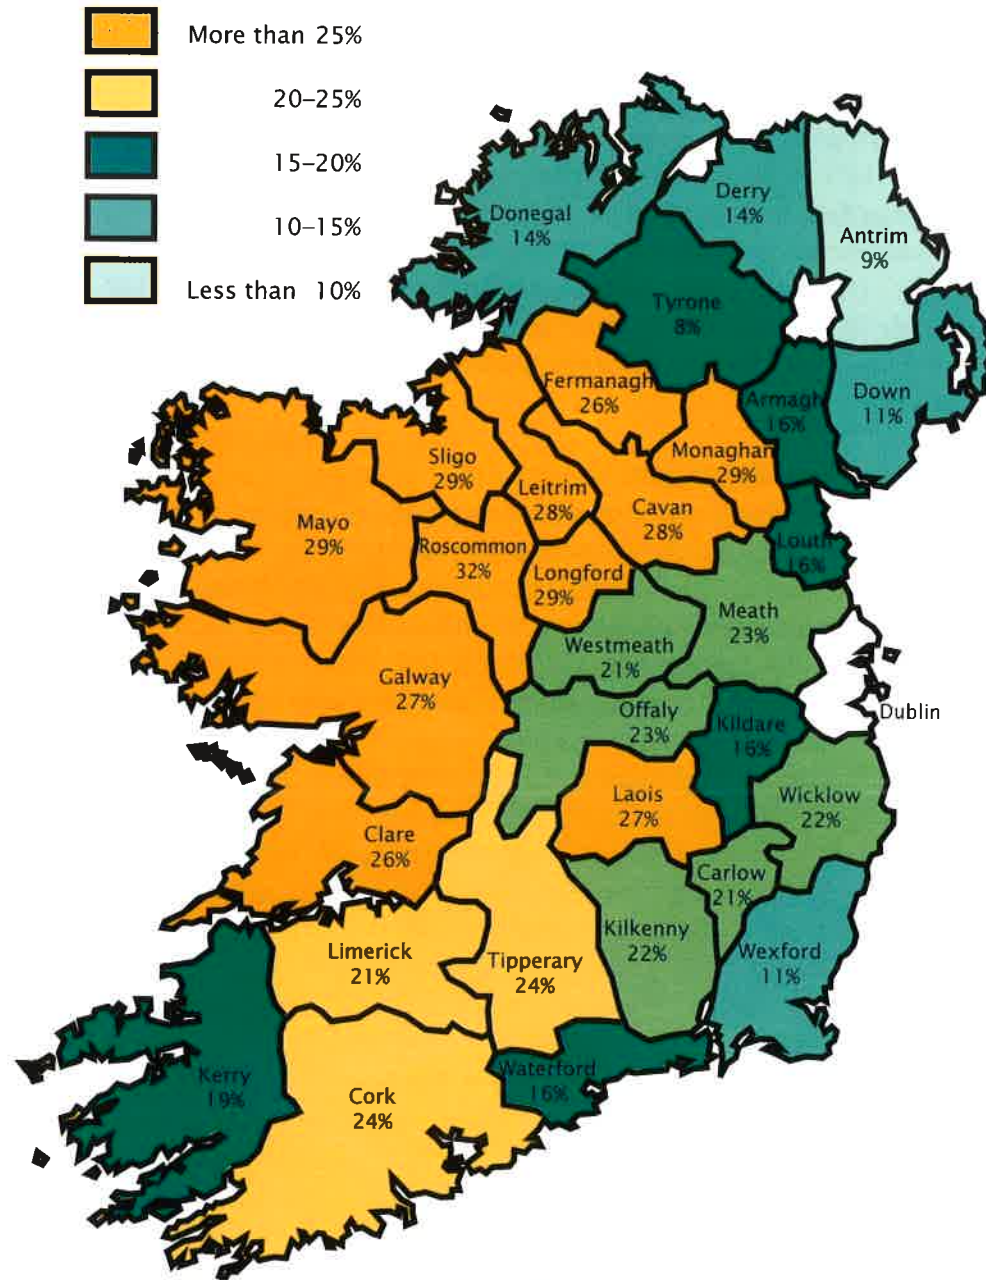 More than 25%
20–25%
15–20%
10–15%
Less than 10%
Donegal
14%
Derry
14%
Antrim
9%
Tyrone
8%
Fermanagh
26%
Armagh
16%
Down
11%
Monaghan
29%
Sligo
29%
Leitrim
28%
Cavan
28%
Mayo
29%
Roscommon
32%
Louth
16%
Longford
29%
Meath
23%
Westmeath
21%
Galway
27%
Offaly
23%
Kildare
16%
Dublin
Laois
27%
Wicklow
22%
Clare
26%
Carlow
21%
Kilkenny
22%
Limerick
21%
Tipperary
24%
Wexford
11%
Waterford
16%
Kerry
19%
Cork
24%